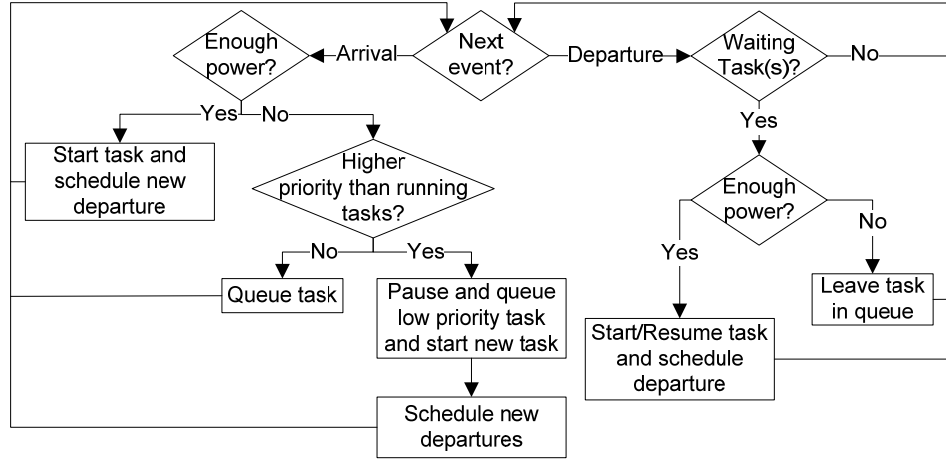 Enough
power?
Arrival
Next
event?
Departure
Waiting
Task(s)?
No
Yes
No
Start task and
schedule new
departure
Higher
priority than running
tasks?
No
Yes
Queue task
Pause and queue
low priority task
and start new task
Schedule new
departures
Yes
Enough
power?
Yes
No
Start/Resume task
and schedule
departure
Leave task
in queue